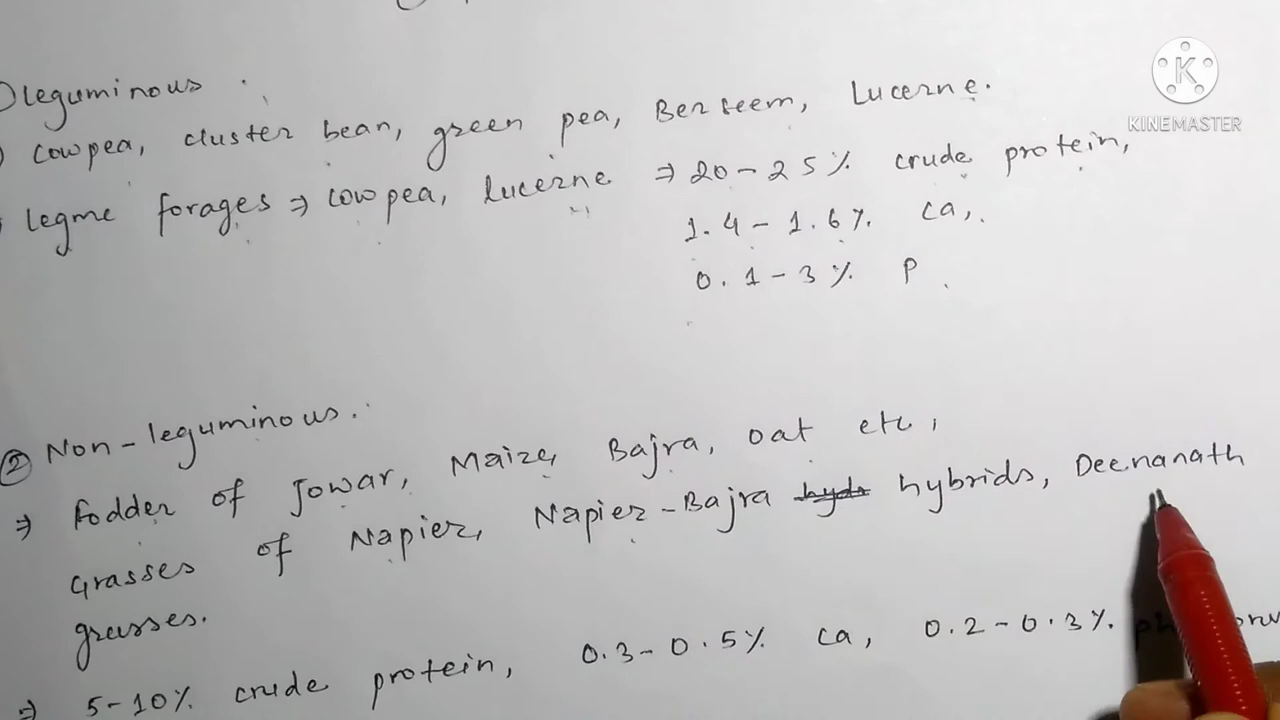 leguminous
cowpea, cluster bean, green pea, Berseem, Lucerne.
legme forages ⇒ cowpea, lucerne ⇒ 20-25% crude protein,
1.4-1.6% ca,
0.1-3% P
② Non-leguminous.
⇒ fodder of Jowar, Maize, Bajra, oat etc,
Grasses of Napier, Napier-Bajra hybrids, Deenanath
grasses.
⇒ 5-10% crude protein, 0.3-0.5% ca, 0.2-0.3%
KINEMASTER